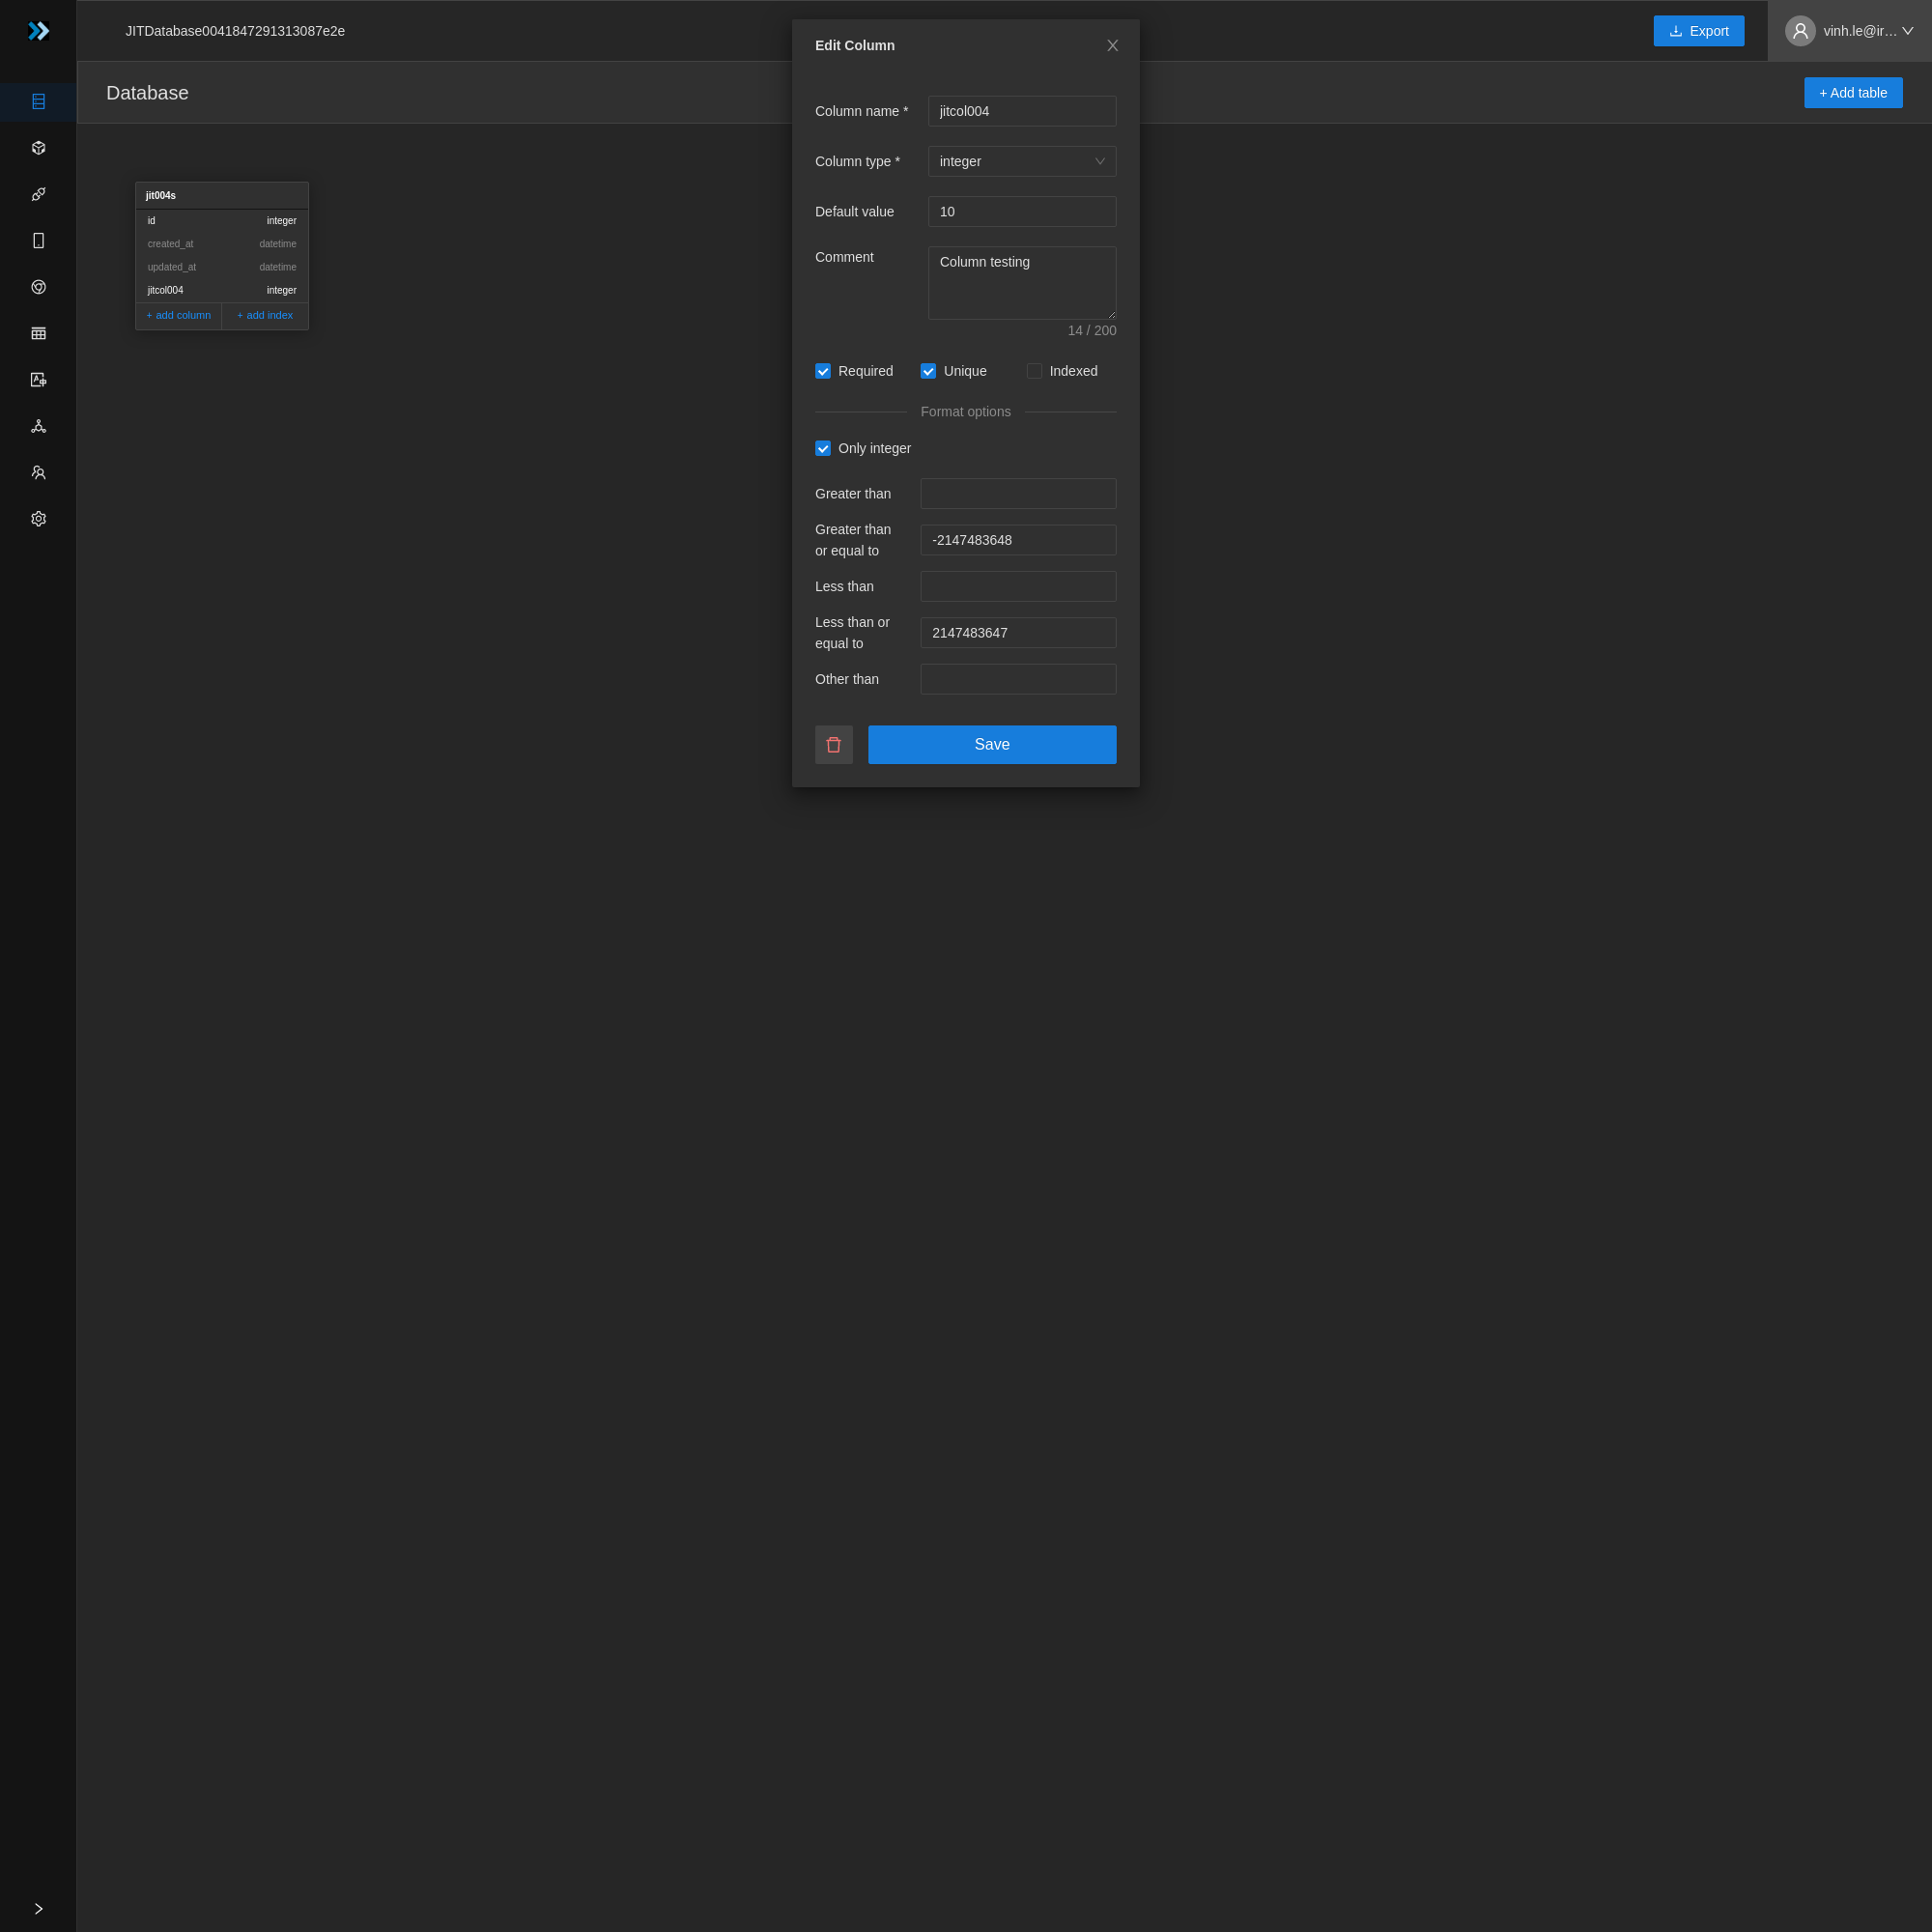 JITDatabase0041847291313087e2e
Export
vinh.le@ir…
Database
+ Add table
jit004s
id integer
created_at datetime
updated_at datetime
jitcol004 integer
+ add column + add index
Edit Column
Column name * jitcol004
Column type * integer
Default value 10
Comment Column testing
14 / 200
Required Unique Indexed
Format options
Only integer
Greater than
Greater than
or equal to
-2147483648
Less than
Less than or
equal to
2147483647
Other than
Save